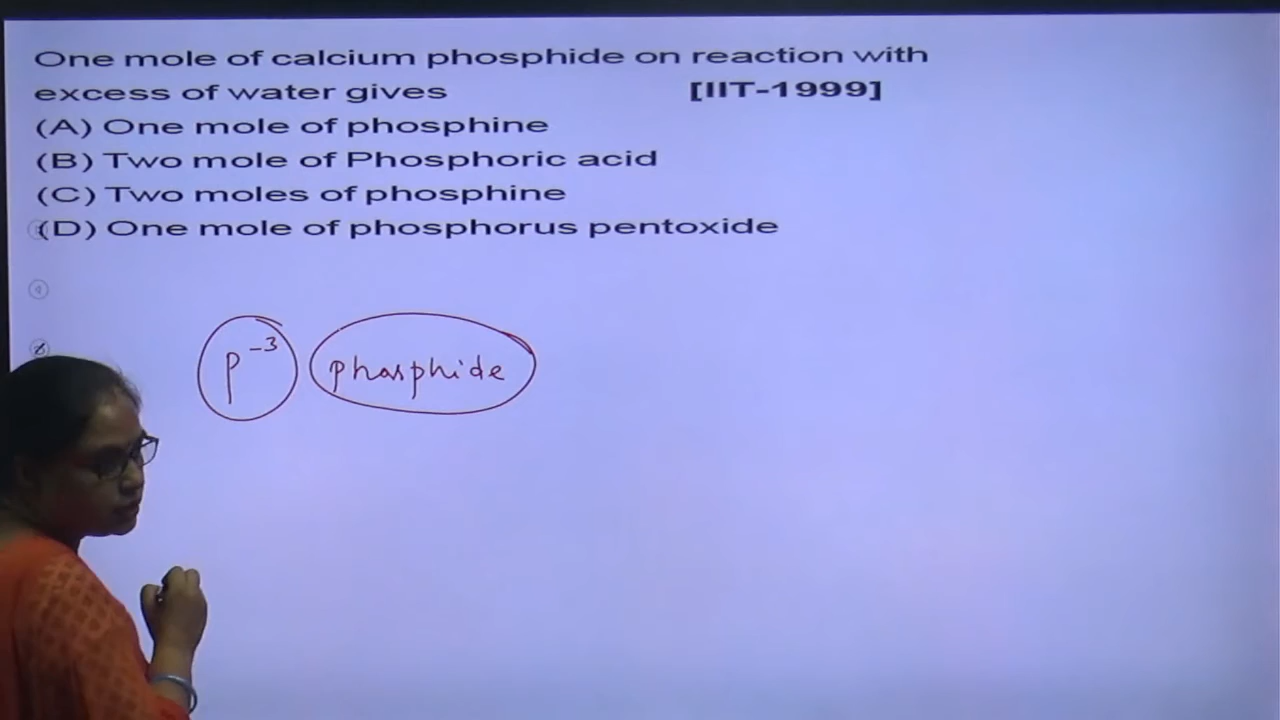 One mole of calcium phosphide on reaction with
excess of water gives [IIT-1999]
(A) One mole of phosphine
(B) Two mole of Phosphoric acid
(C) Two moles of phosphine
(D) One mole of phosphorus pentoxide
P⁻³ phasphide